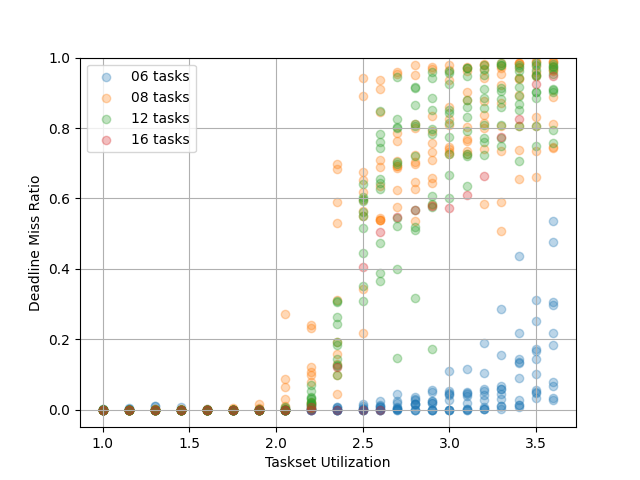 1.0
0.8
0.6
0.4
0.2
0.0
Deadline Miss Ratio
06 tasks
08 tasks
12 tasks
16 tasks
1.0 1.5 2.0 2.5 3.0 3.5
Taskset Utilization